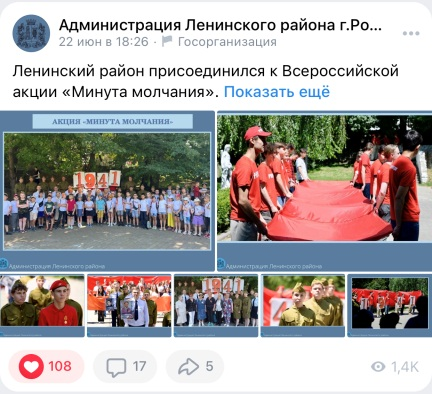 Администрация Ленинского района г.Ро...
22 июн в 18:26 · Госорганизация
Ленинский район присоединился к Всероссийской
акции «Минута молчания». Показать ещё
АКЦИЯ «МИНУТА МОЛЧАНИЯ»
1941
Администрация Ленинского района
Администрация Ленинского района
1941
108
17
5
1,4K